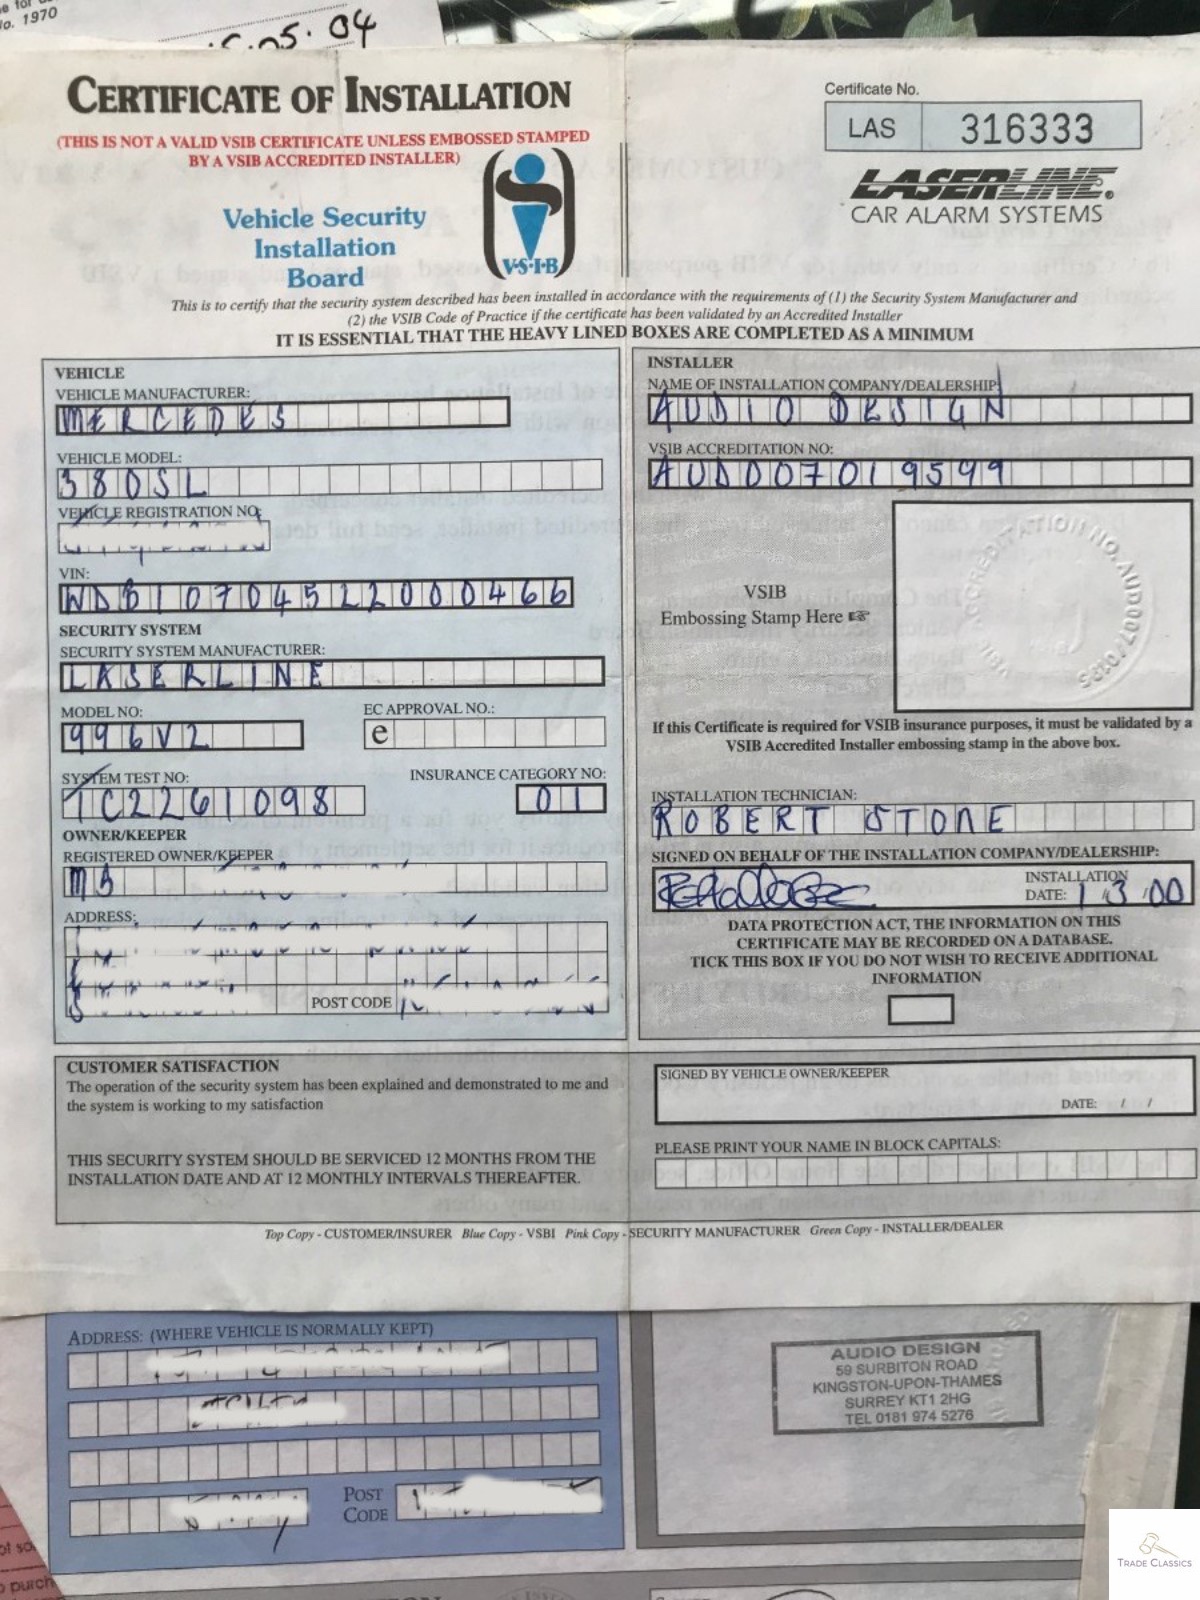 o. 1970
.05.04
CERTIFICATE OF INSTALLATION
(THIS IS NOT A VALID VSIB CERTIFICATE UNLESS EMBOSSED STAMPED
BY A VSIB ACCREDITED INSTALLER)
Vehicle Security
Installation
Board
V·S·I·B
Certificate No.
LAS 316333
LASERLINE®
CAR ALARM SYSTEMS
This is to certify that the security system described has been installed in accordance with the requirements of (1) the Security System Manufacturer and
(2) the VSIB Code of Practice if the certificate has been validated by an Accredited Installer
IT IS ESSENTIAL THAT THE HEAVY LINED BOXES ARE COMPLETED AS A MINIMUM
VEHICLE
VEHICLE MANUFACTURER:
MERCEDES
VEHICLE MODEL:
380SL
VEHICLE REGISTRATION NO:
VIN:
WDB10704522000466
SECURITY SYSTEM
SECURITY SYSTEM MANUFACTURER:
LASERLINE
MODEL NO:
996V2
EC APPROVAL NO.:
e
SYSTEM TEST NO:
TC2261098
INSURANCE CATEGORY NO:
01
OWNER/KEEPER
REGISTERED OWNER/KEEPER
ADDRESS:
POST CODE
INSTALLER
NAME OF INSTALLATION COMPANY/DEALERSHIP:
AUDIO DESIGN
VSIB ACCREDITATION NO:
AUD007019599
VSIB
Embossing Stamp Here ☞
ACCREDITATION NO. AUD007/0195
VSIB
If this Certificate is required for VSIB insurance purposes, it must be validated by a
VSIB Accredited Installer embossing stamp in the above box.
INSTALLATION TECHNICIAN:
ROBERT STONE
SIGNED ON BEHALF OF THE INSTALLATION COMPANY/DEALERSHIP:
INSTALLATION
DATE: 1/3/00
DATA PROTECTION ACT, THE INFORMATION ON THIS
CERTIFICATE MAY BE RECORDED ON A DATABASE.
TICK THIS BOX IF YOU DO NOT WISH TO RECEIVE ADDITIONAL
INFORMATION
CUSTOMER SATISFACTION
The operation of the security system has been explained and demonstrated to me and
the system is working to my satisfaction
THIS SECURITY SYSTEM SHOULD BE SERVICED 12 MONTHS FROM THE
INSTALLATION DATE AND AT 12 MONTHLY INTERVALS THEREAFTER.
SIGNED BY VEHICLE OWNER/KEEPER
DATE: / /
PLEASE PRINT YOUR NAME IN BLOCK CAPITALS:
Top Copy - CUSTOMER/INSURER Blue Copy - VSBI Pink Copy - SECURITY MANUFACTURER Green Copy - INSTALLER/DEALER
ADDRESS: (WHERE VEHICLE IS NORMALLY KEPT)
POST
CODE
AUDIO DESIGN
59 SURBITON ROAD
KINGSTON-UPON-THAMES
SURREY KT1 2HG
TEL 0181 974 5276
TRADE CLASSICS